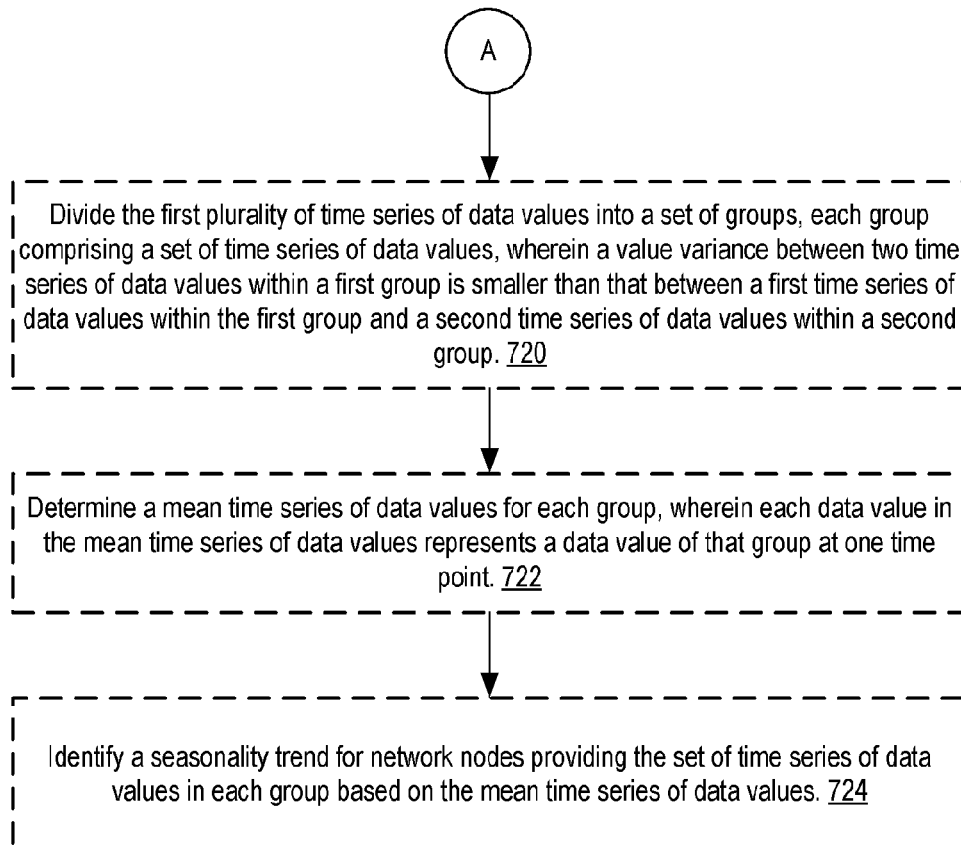 A
Divide the first plurality of time series of data values into a set of groups, each group
comprising a set of time series of data values, wherein a value variance between two time
series of data values within a first group is smaller than that between a first time series of
data values within the first group and a second time series of data values within a second
group. 720
Determine a mean time series of data values for each group, wherein each data value in
the mean time series of data values represents a data value of that group at one time
point. 722
Identify a seasonality trend for network nodes providing the set of time series of data
values in each group based on the mean time series of data values. 724